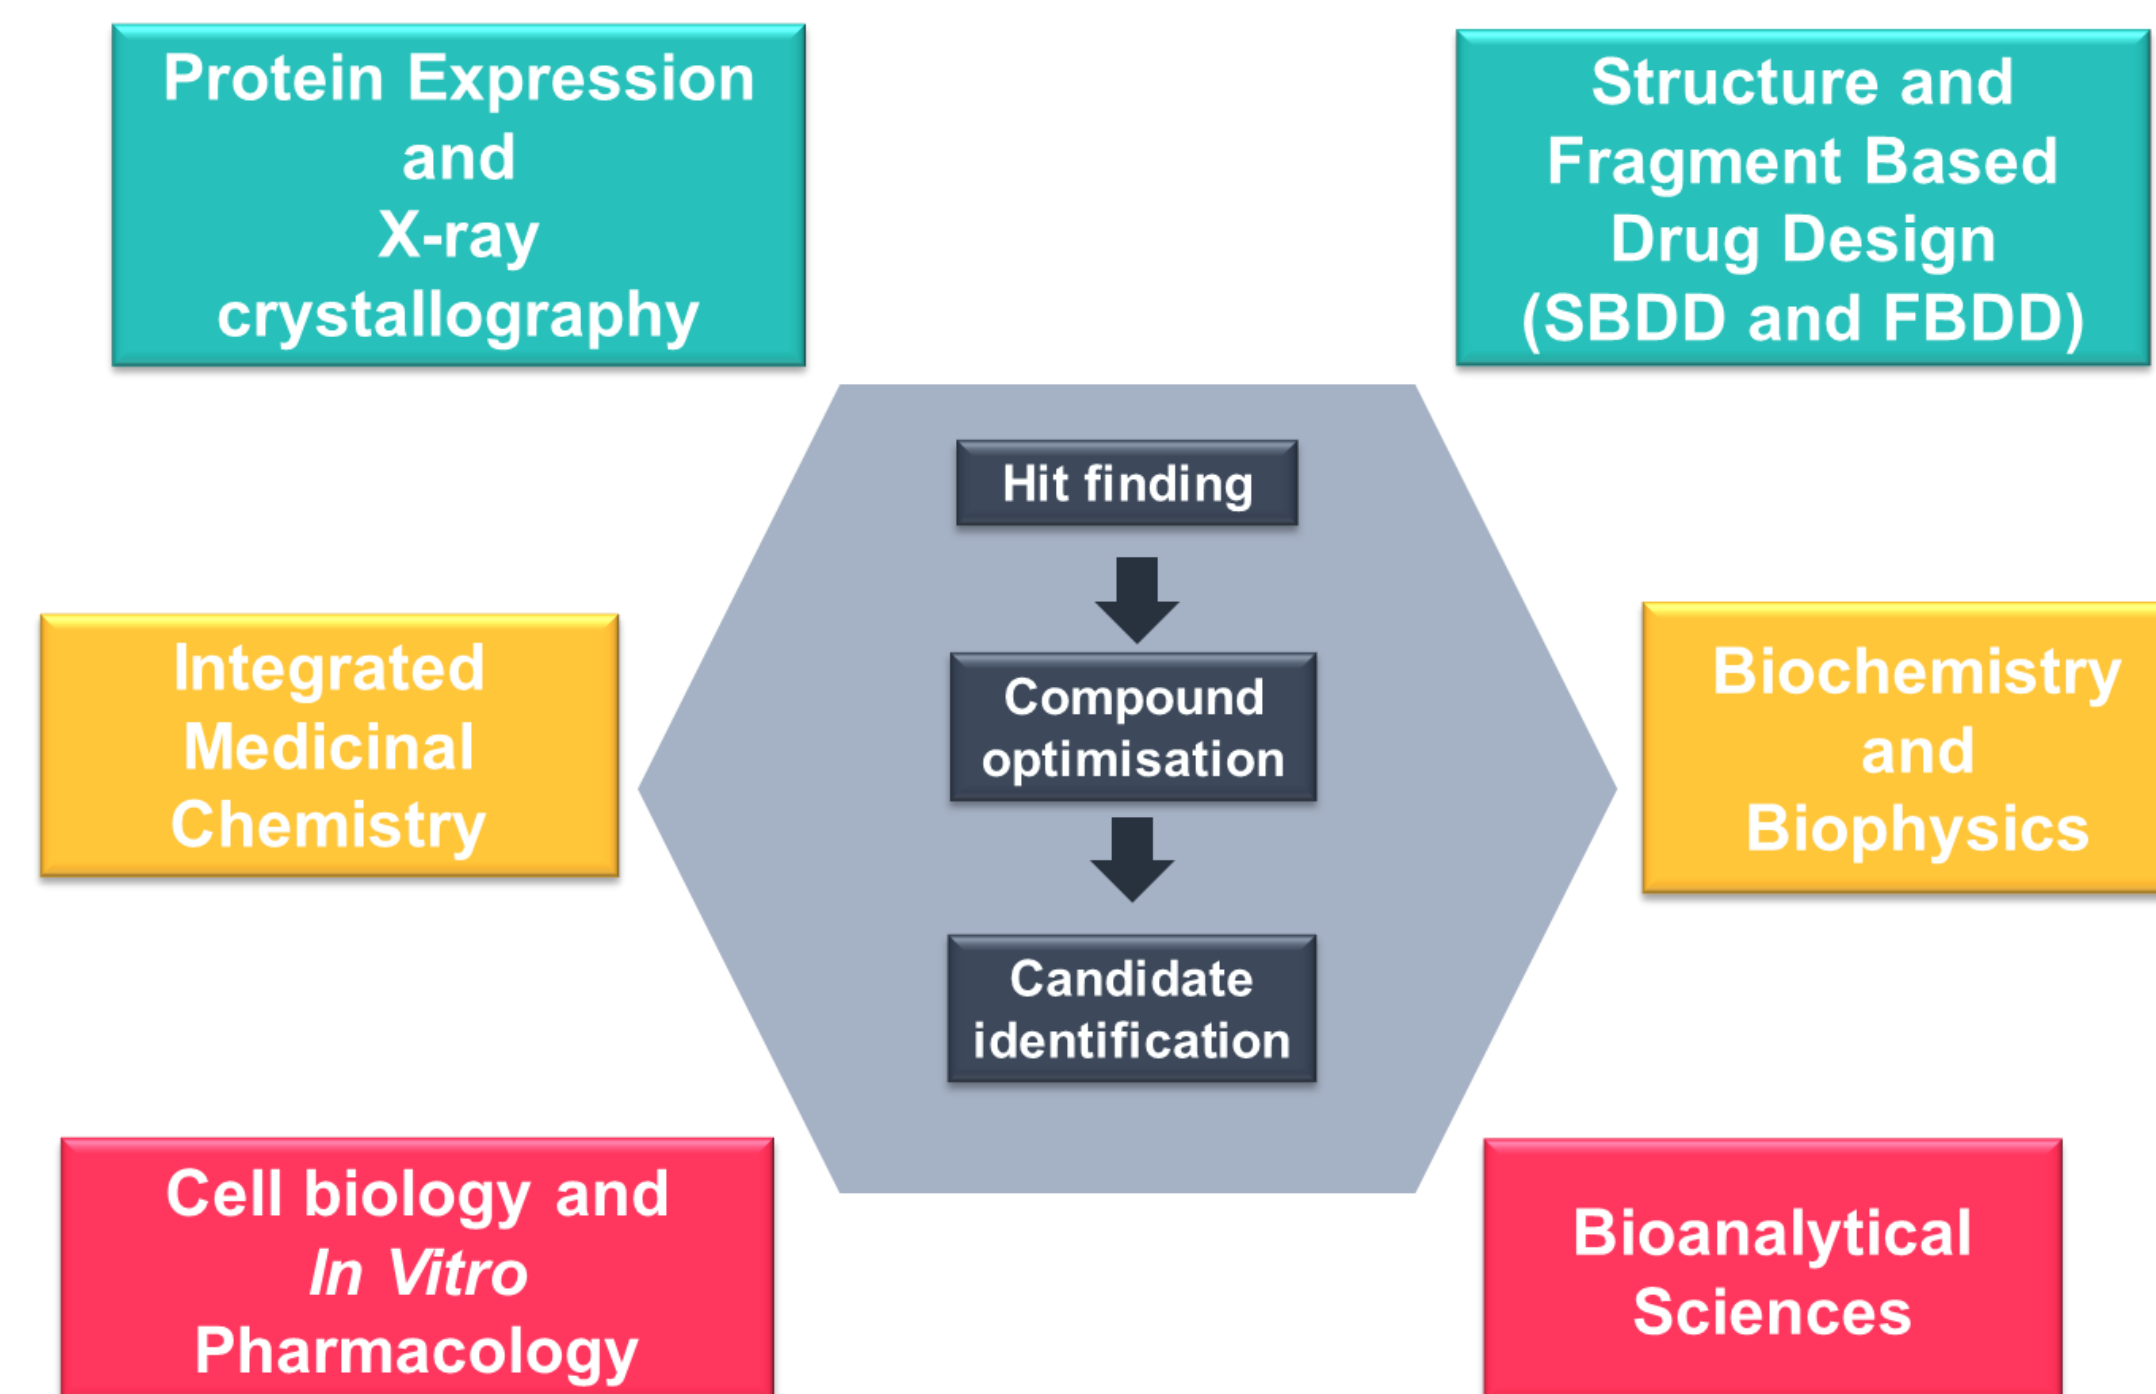 Protein Expression
and
X-ray
crystallography
Structure and
Fragment Based
Drug Design
(SBDD and FBDD)
Hit finding
Compound
optimisation
Candidate
identification
Integrated
Medicinal
Chemistry
Biochemistry
and
Biophysics
Cell biology and
In Vitro
Pharmacology
Bioanalytical
Sciences